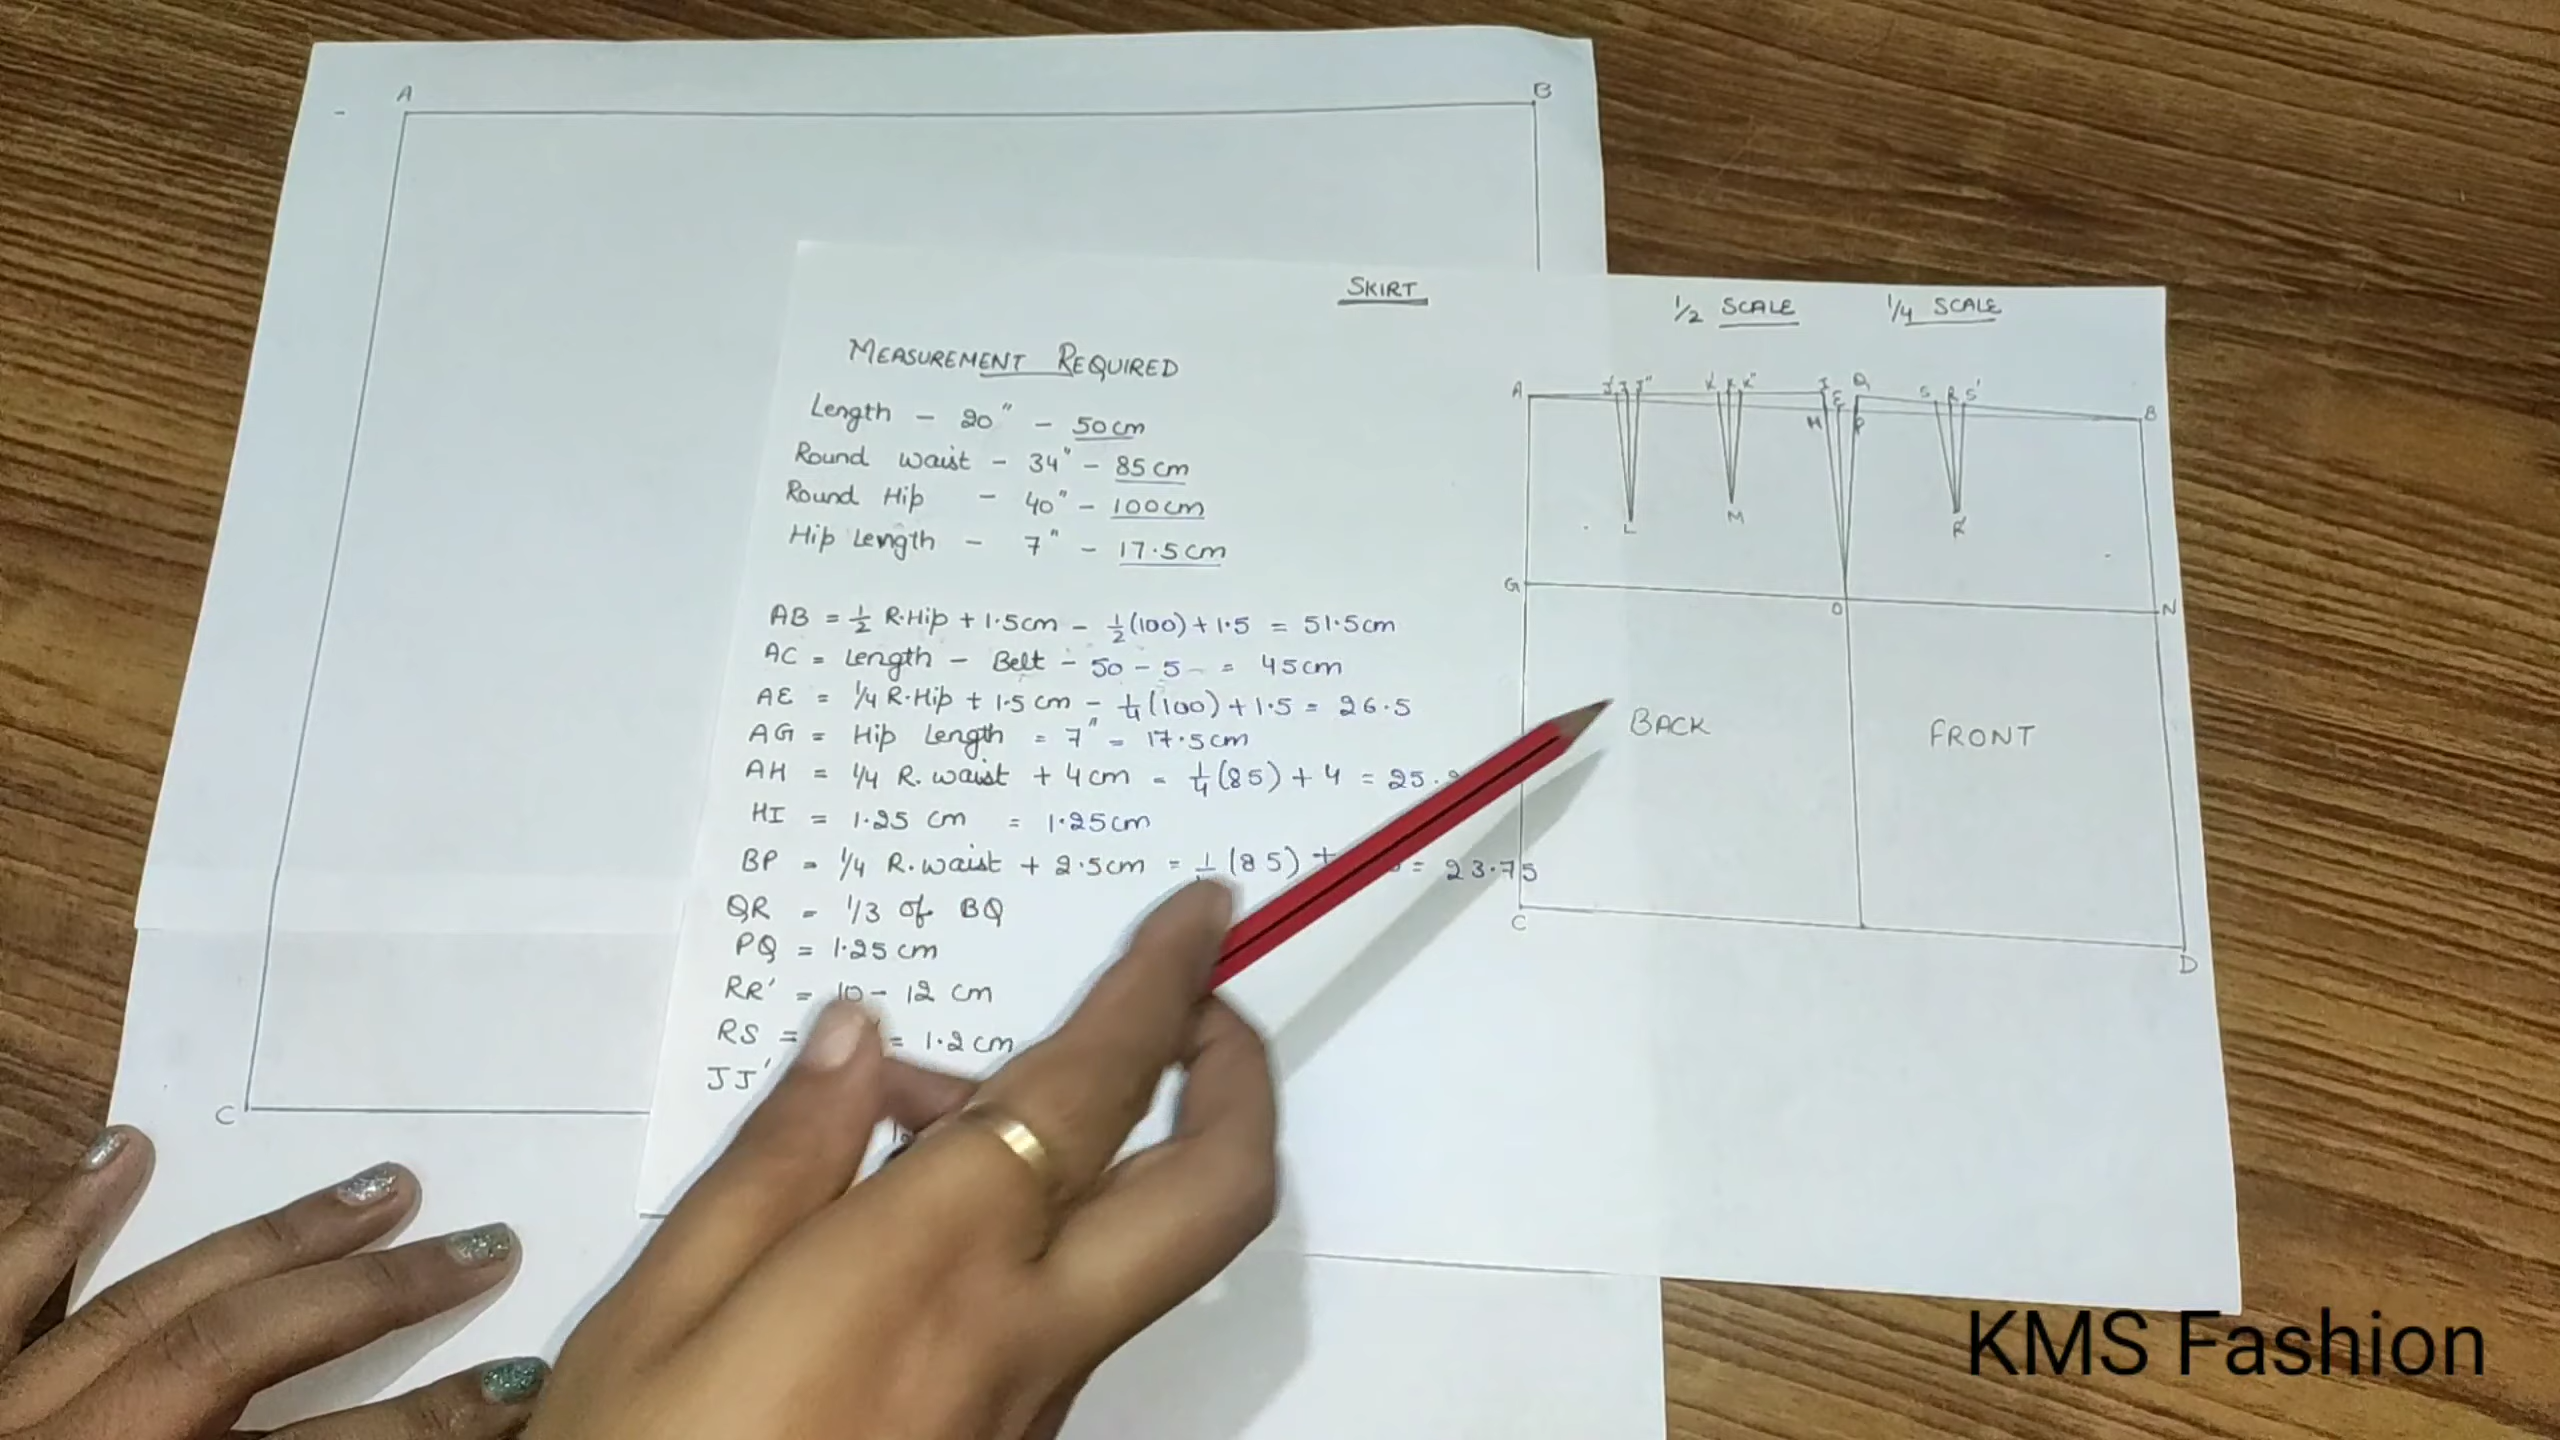 A
B
C
SKIRT
1/2 SCALE
1/4 SCALE
MEASUREMENT REQUIRED
Length - 20" - 50cm
Round waist - 34" - 85cm
Round Hip - 40" - 100cm
Hip Length - 7" - 17.5cm
AB = 1/2 R.Hip + 1.5cm - 1/2(100) + 1.5 = 51.5cm
AC = Length - Belt - 50 - 5 = 45cm
AE = 1/4 R.Hip + 1.5cm - 1/4(100) + 1.5 = 26.5
AG = Hip Length = 7" = 17.5cm
AH = 1/4 R.waist + 4cm = 1/4(85) + 4 = 25.
HI = 1.25 cm = 1.25cm
BP = 1/4 R.waist + 2.5cm = (85) + = 23.75
QR = 1/3 of BQ
PQ = 1.25cm
RR' = 10 - 12 cm
RS = = 1.2cm
JJ'
A J' J J" K' K K" I E Q S R S' B
H P
L M R'
G O N
BACK FRONT
C D
KMS Fashion